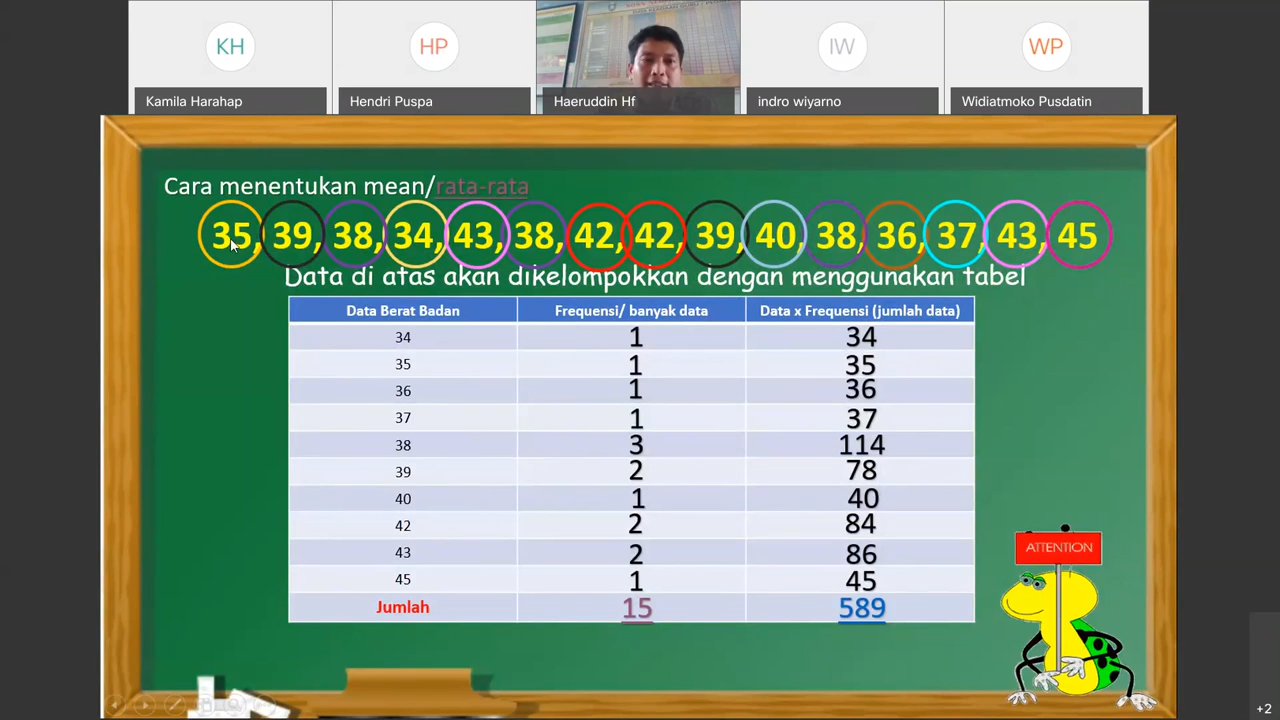 KH
HP
IW
WP
Kamila Harahap
Hendri Puspa
Haeruddin Hf
indro wiyarno
Widiatmoko Pusdatin
Cara menentukan mean/rata-rata
35, 39, 38, 34, 43, 38, 42, 42, 39, 40, 38, 36, 37, 43, 45
Data di atas akan dikelompokkan dengan menggunakan tabel
Data Berat Badan Frekuensi/ banyak data Data x Frekuensi (jumlah data)
34 1 34
35 1 35
36 1 36
37 1 37
38 3 114
39 2 78
40 1 40
42 2 84
43 2 86
45 1 45
Jumlah 15 589
ATTENTION
+2